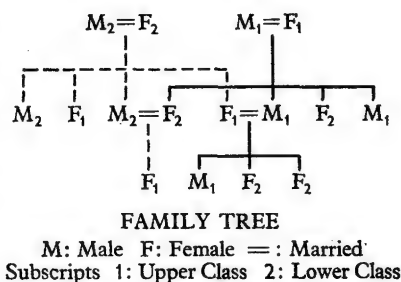 M₂=F₂ M₁=F₁
M₂ F₁ M₂=F₂ F₁=M₁ F₂ M₁
F₁ M₁ F₂ F₂
FAMILY TREE
M: Male F: Female = : Married
Subscripts 1: Upper Class 2: Lower Class